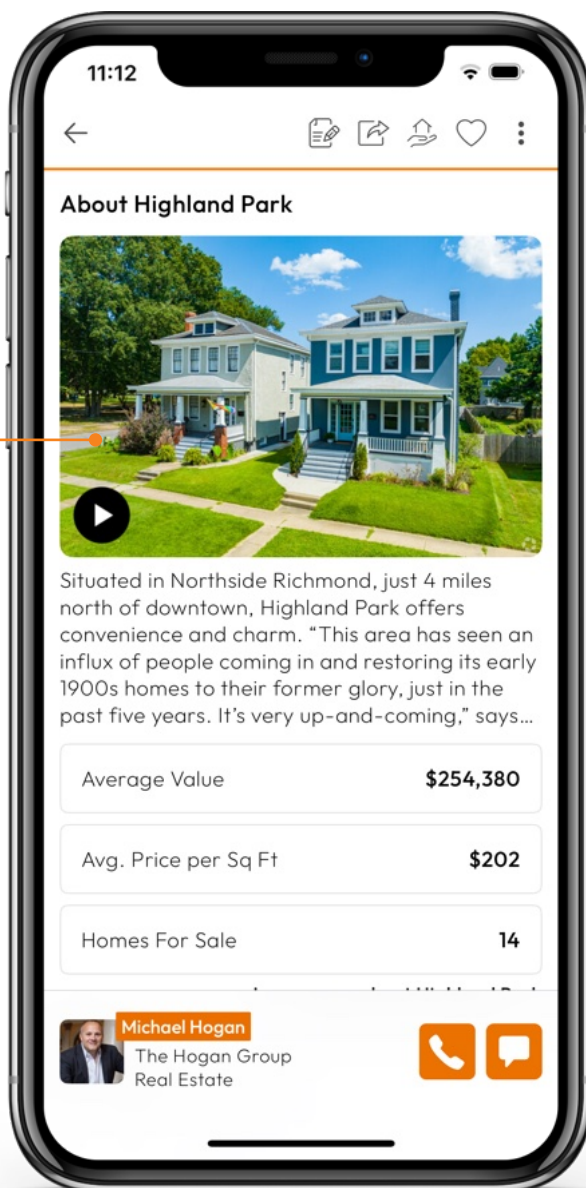 11:12
About Highland Park
Situated in Northside Richmond, just 4 miles
north of downtown, Highland Park offers
convenience and charm. “This area has seen an
influx of people coming in and restoring its early
1900s homes to their former glory, just in the
past five years. It’s very up-and-coming,” says...
Average Value $254,380
Avg. Price per Sq Ft $202
Homes For Sale 14
Michael Hogan
The Hogan Group
Real Estate